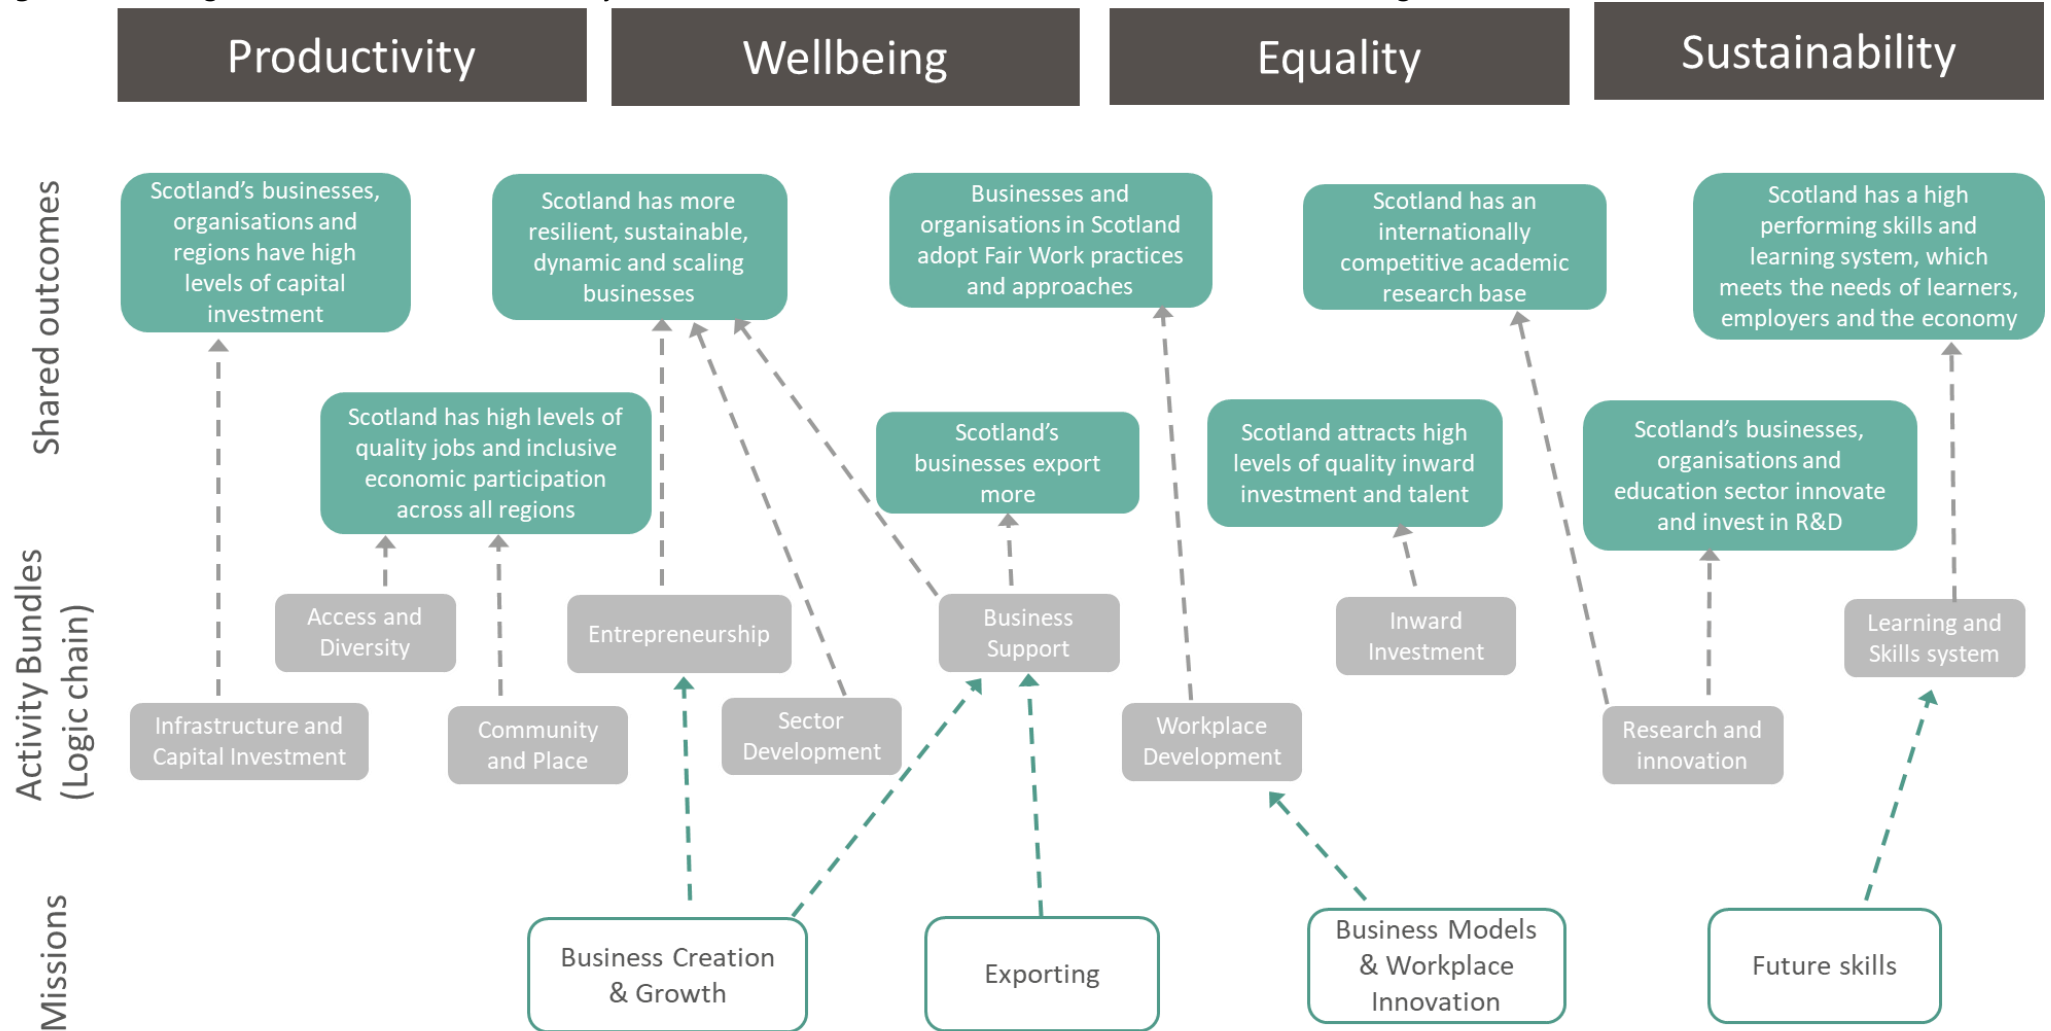 Productivity
Wellbeing
Equality
Sustainability
Shared outcomes
Scotland's businesses,
organisations and
regions have high
levels of capital
investment
Scotland has more
resilient, sustainable,
dynamic and scaling
businesses
Businesses and
organisations in Scotland
adopt Fair Work practices
and approaches
Scotland has an
internationally
competitive academic
research base
Scotland has a high
performing skills and
learning system, which
meets the needs of learners,
employers and the economy
Scotland has high levels of
quality jobs and inclusive
economic participation
across all regions
Scotland's
businesses export
more
Scotland attracts high
levels of quality inward
investment and talent
Scotland's businesses,
organisations and
education sector innovate
and invest in R&D
Activity Bundles
(Logic chain)
Access and
Diversity
Entrepreneurship
Business
Support
Inward
Investment
Learning and
Skills system
Infrastructure and
Capital Investment
Community
and Place
Sector
Development
Workplace
Development
Research and
innovation
Missions
Business Creation
& Growth
Exporting
Business Models
& Workplace
Innovation
Future skills